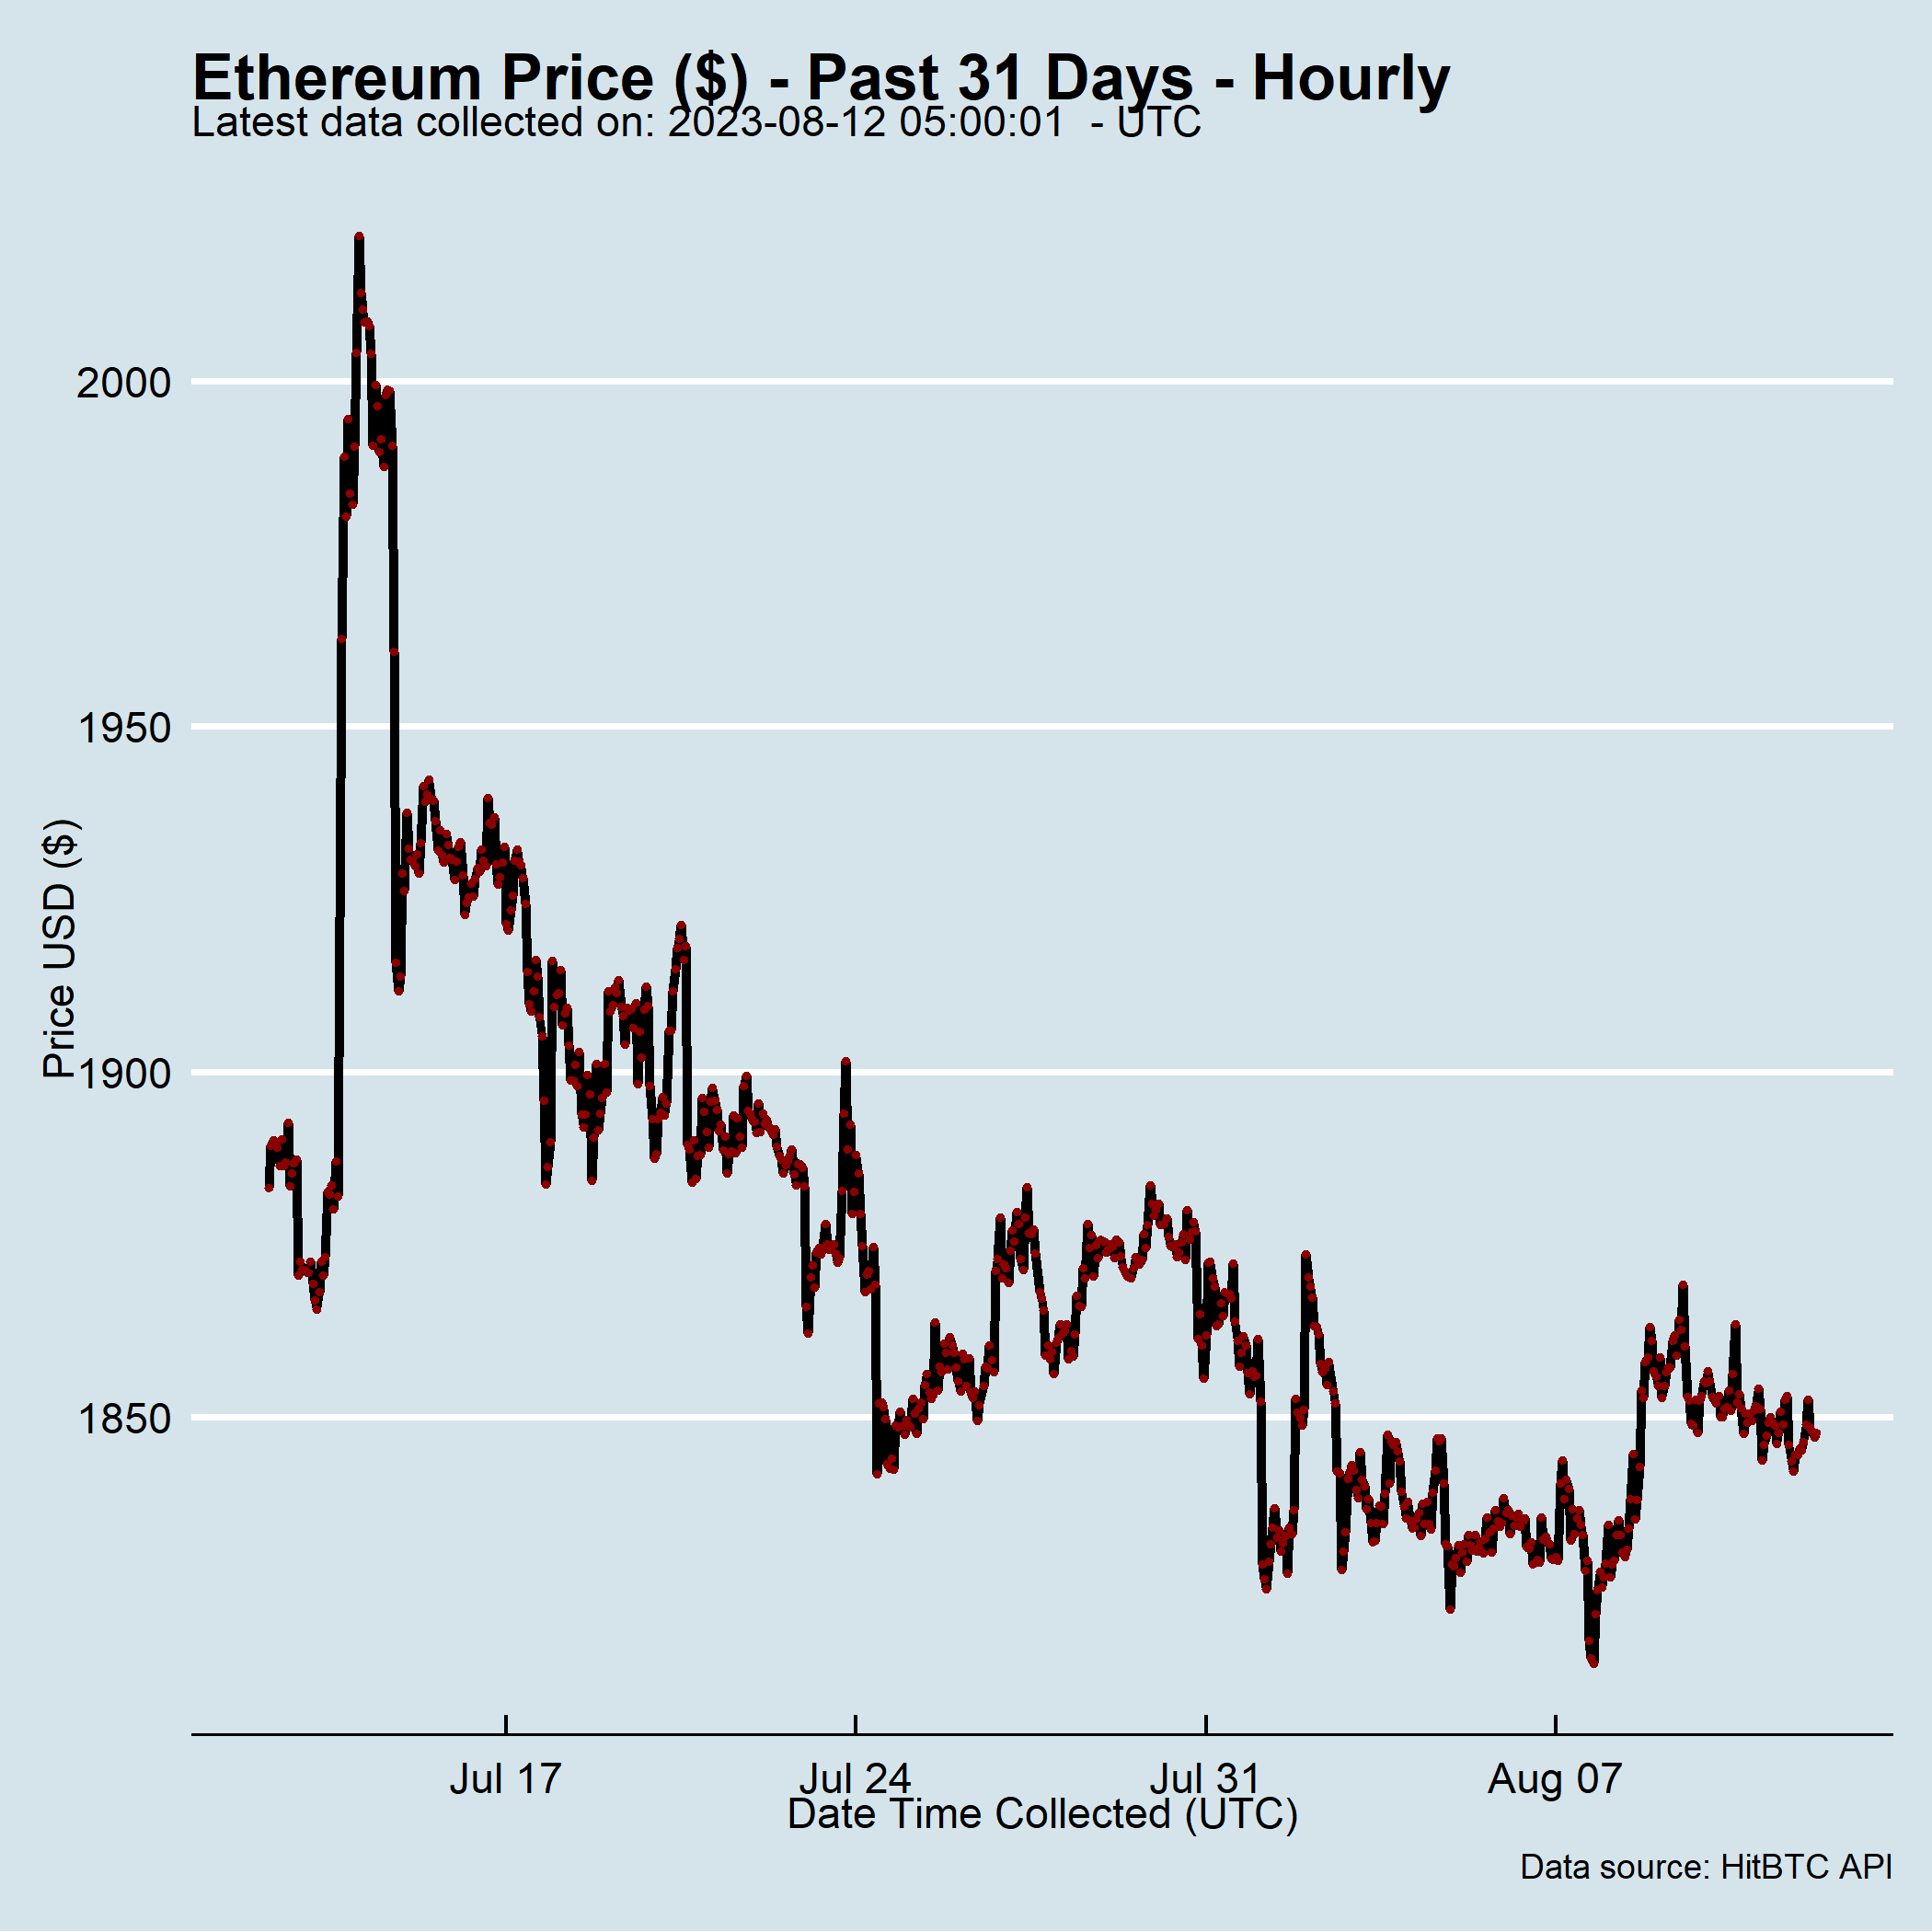 Ethereum Price ($) - Past 31 Days - Hourly
Latest data collected on: 2023-08-12 05:00:01  - UTC
2000
1950
1900
1850
Price USD ($)
Jul 17
Jul 24
Jul 31
Aug 07
Date Time Collected (UTC)
Data source: HitBTC API